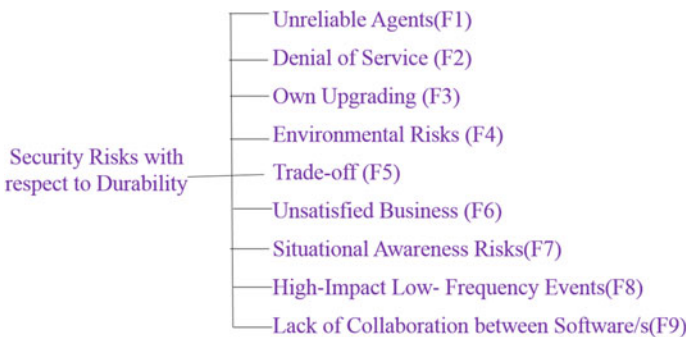 Unreliable Agents(F1)
Denial of Service (F2)
Own Upgrading (F3)
Environmental Risks (F4)
Security Risks with
respect to Durability
Trade-off (F5)
Unsatisfied Business (F6)
Situational Awareness Risks(F7)
High-Impact Low- Frequency Events(F8)
Lack of Collaboration between Software/s(F9)